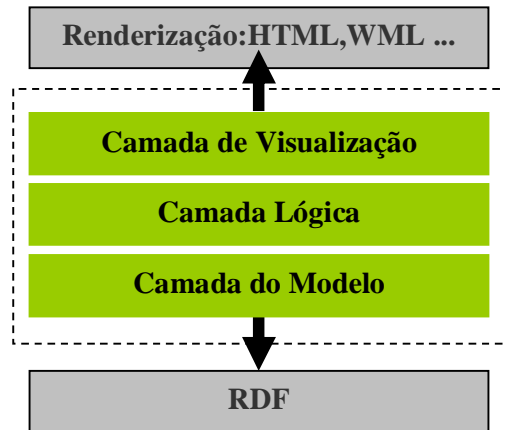 Renderização:HTML,WML ...
Camada de Visualização
Camada Lógica
Camada do Modelo
RDF